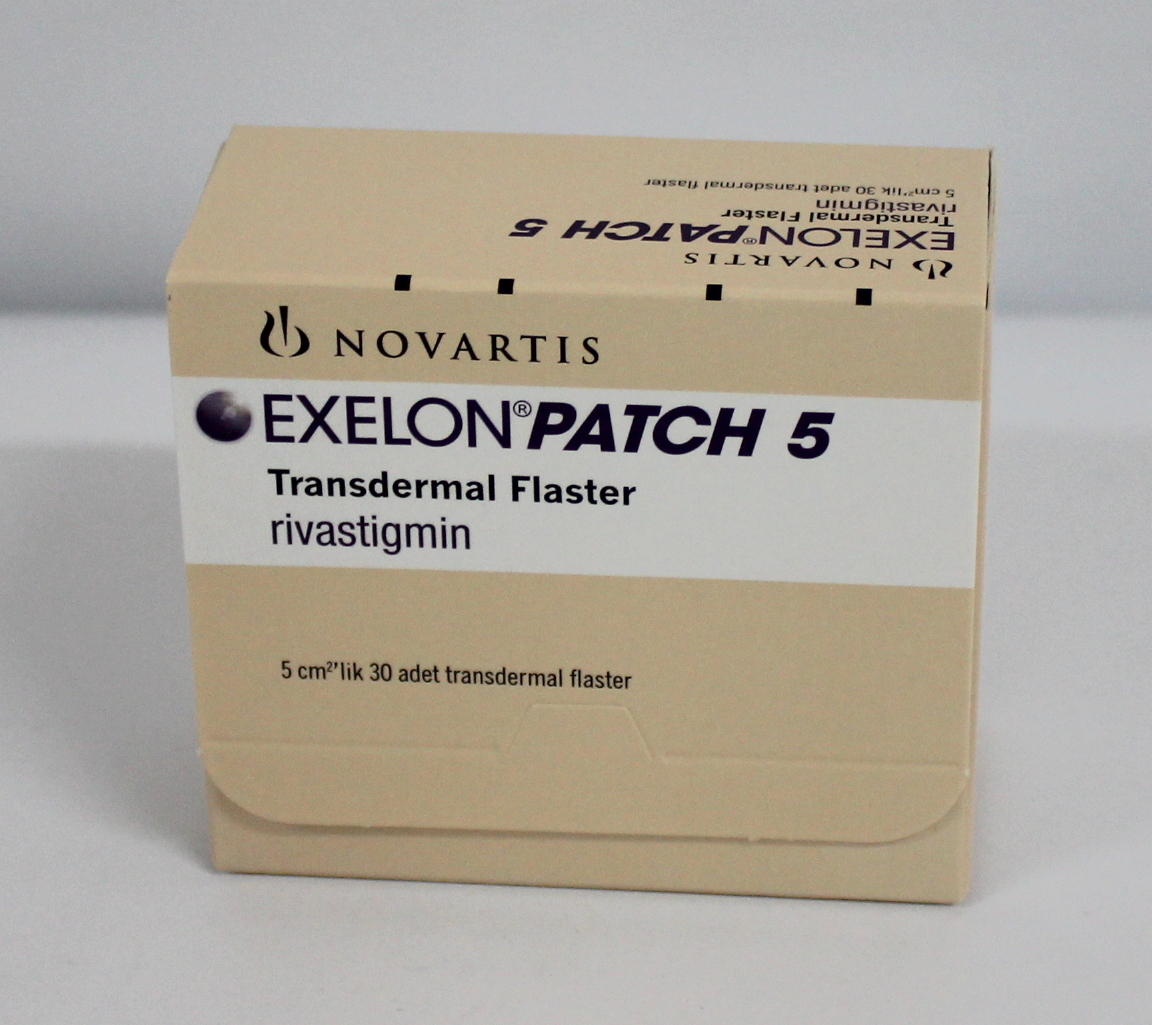 5 cm²'lik 30 adet transdermal flaster
rivastigmin
Transdermal Flaster
EXELON®PATCH 5
NOVARTIS
NOVARTIS
EXELON®PATCH 5
Transdermal Flaster
rivastigmin
5 cm²'lik 30 adet transdermal flaster